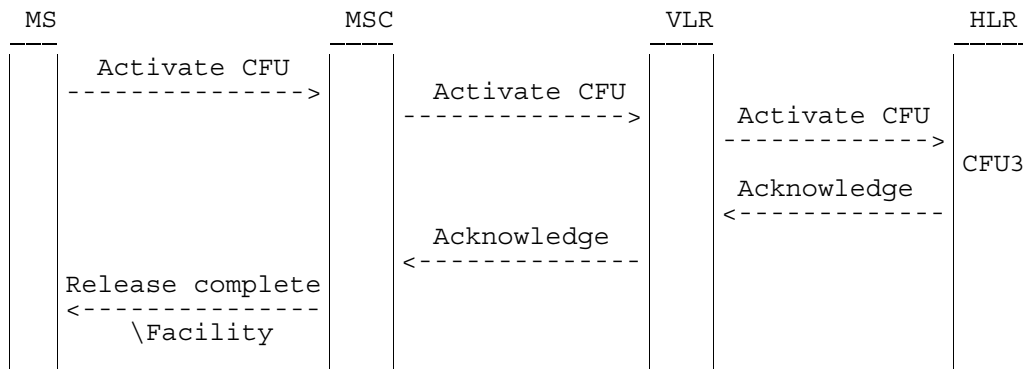 MS MSC VLR HLR
Activate CFU
--------------->
Activate CFU
-------------->
Activate CFU
------------->
CFU3
Acknowledge
<-------------
Acknowledge
<--------------
Release complete
<---------------
\Facility